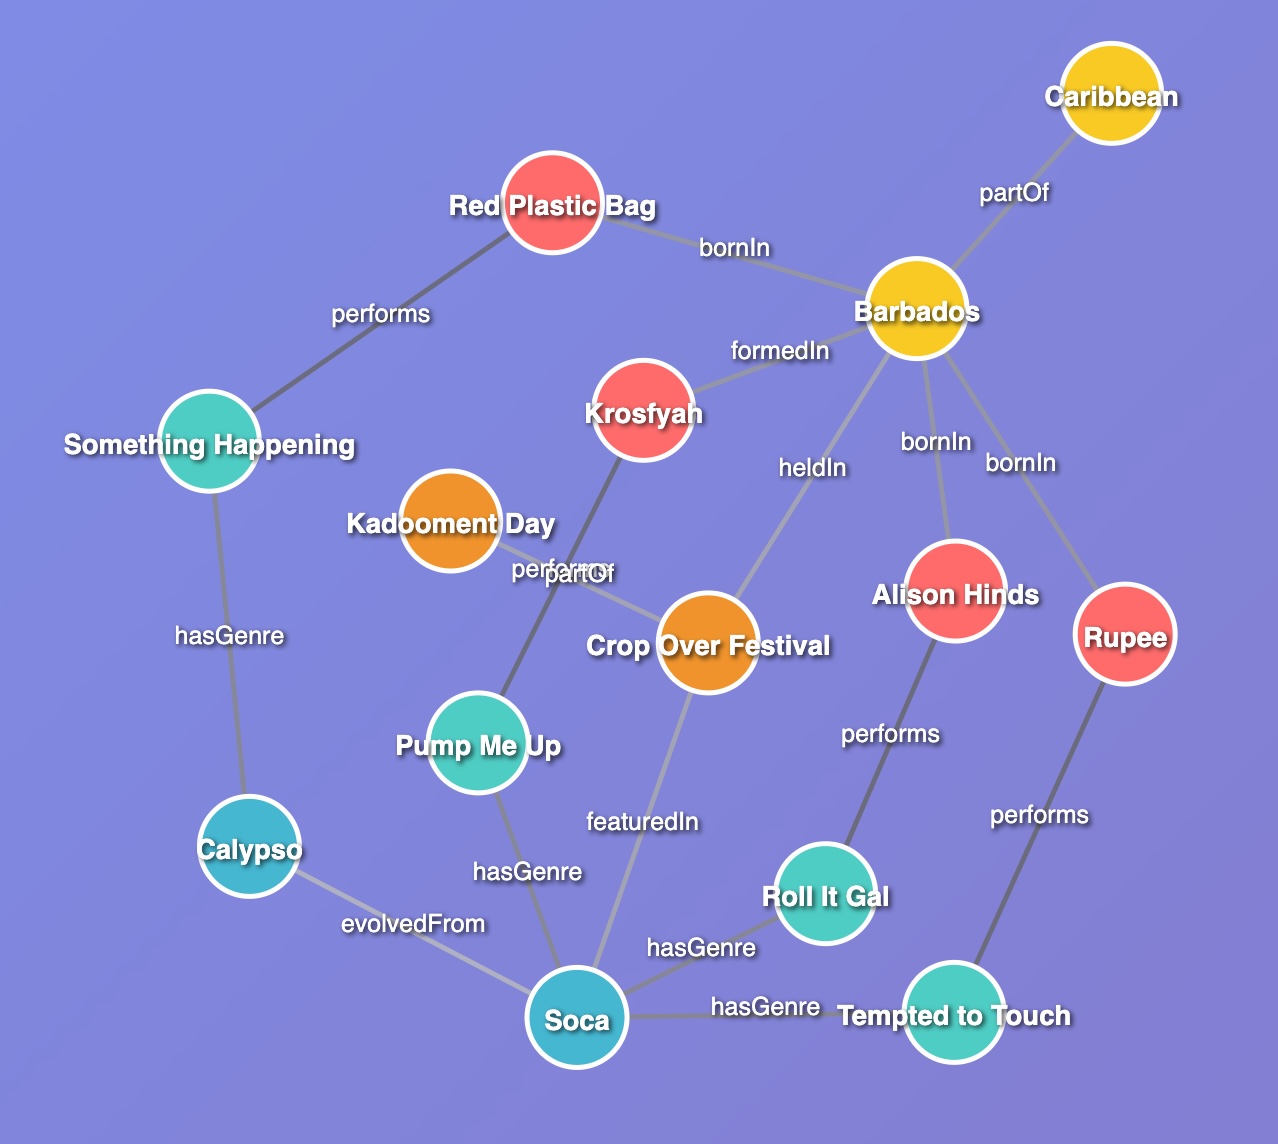 Caribbean
partOf
Red Plastic Bag
bornIn
Barbados
performs
formedIn
Krosfyah
Something Happening
bornIn
heldIn
bornIn
Kadooment Day
performs
partOf
Alison Hinds
Rupee
hasGenre
Crop Over Festival
performs
Pump Me Up
performs
featuredIn
Calypso
hasGenre
Roll It Gal
evolvedFrom
hasGenre
hasGenre
Tempted to Touch
Soca